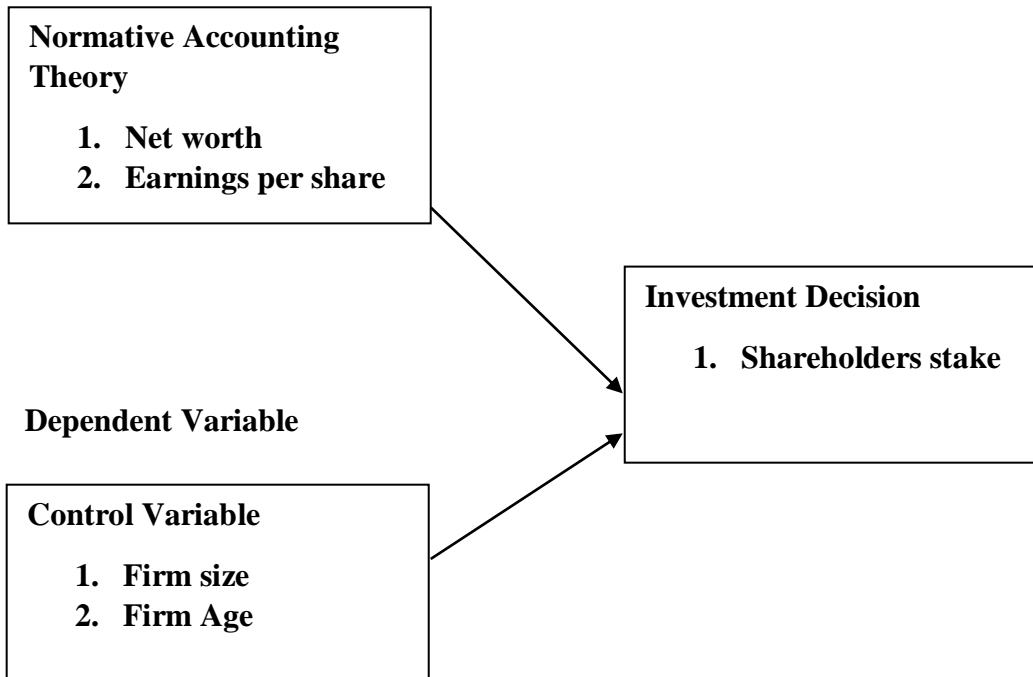 Normative Accounting
Theory
1. Net worth
2. Earnings per share
Investment Decision
1. Shareholders stake
Dependent Variable
Control Variable
1. Firm size
2. Firm Age